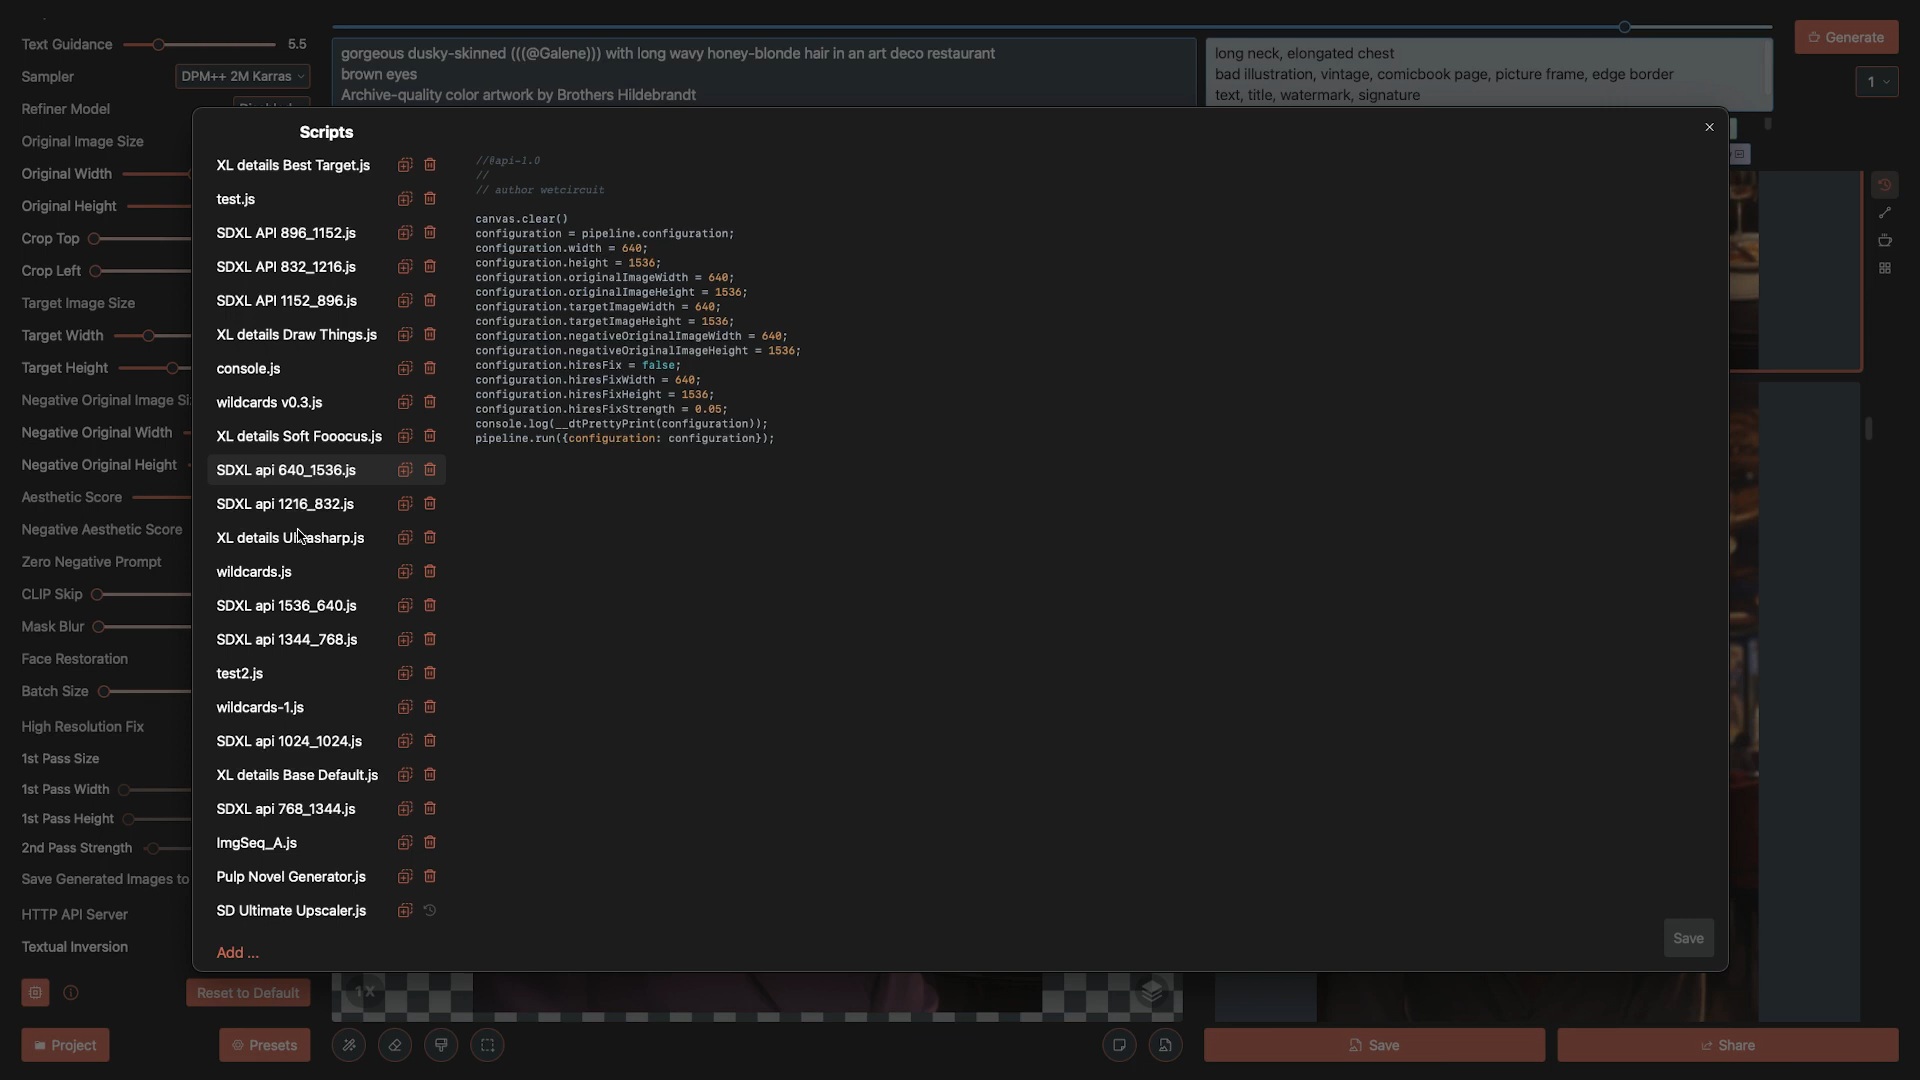 Text Guidance
5.5
Sampler
DPM++ 2M Karras
Refiner Model
Original Image Size
Original Width
Original Height
Crop Top
Crop Left
Target Image Size
Target Width
Target Height
Negative Original Image Si
Negative Original Width
Negative Original Height
Aesthetic Score
Negative Aesthetic Score
Zero Negative Prompt
CLIP Skip
Mask Blur
Face Restoration
Batch Size
High Resolution Fix
1st Pass Size
1st Pass Width
1st Pass Height
2nd Pass Strength
Save Generated Images to
HTTP API Server
Textual Inversion
Reset to Default
Project
Presets
gorgeous dusky-skinned (((@Galene))) with long wavy honey-blonde hair in an art deco restaurant
brown eyes
Archive-quality color artwork by Brothers Hildebrandt
long neck, elongated chest
bad illustration, vintage, comicbook page, picture frame, edge border
text, title, watermark, signature
Generate
1
Scripts
XL details Best Target.js
test.js
SDXL API 896_1152.js
SDXL API 832_1216.js
SDXL API 1152_896.js
XL details Draw Things.js
console.js
wildcards v0.3.js
XL details Soft Fooocus.js
SDXL api 640_1536.js
SDXL api 1216_832.js
XL details Ultrasharp.js
wildcards.js
SDXL api 1536_640.js
SDXL api 1344_768.js
test2.js
wildcards-1.js
SDXL api 1024_1024.js
XL details Base Default.js
SDXL api 768_1344.js
ImgSeq_A.js
Pulp Novel Generator.js
SD Ultimate Upscaler.js
Add ...
//@api-1.0
//
// author wetcircuit
canvas.clear()
configuration = pipeline.configuration;
configuration.width = 640;
configuration.height = 1536;
configuration.originalImageWidth = 640;
configuration.originalImageHeight = 1536;
configuration.targetImageWidth = 640;
configuration.targetImageHeight = 1536;
configuration.negativeOriginalImageWidth = 640;
configuration.negativeOriginalImageHeight = 1536;
configuration.hiresFix = false;
configuration.hiresFixWidth = 640;
configuration.hiresFixHeight = 1536;
configuration.hiresFixStrength = 0.05;
console.log(__dtPrettyPrint(configuration));
pipeline.run({configuration: configuration});
Save
1X
Save
Share